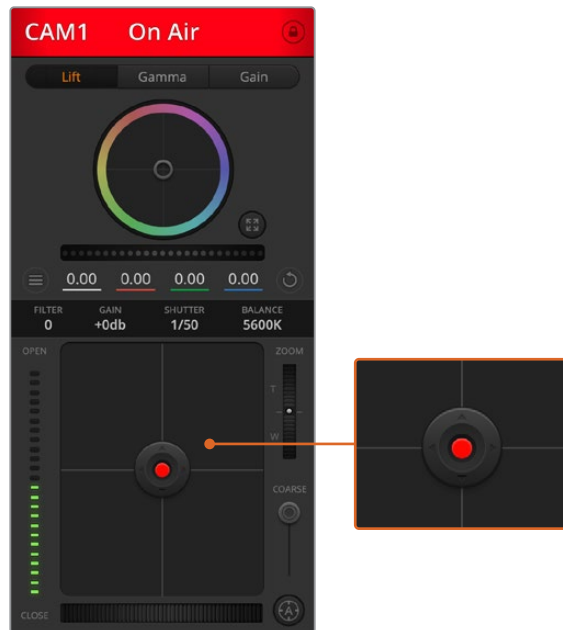 CAM1 On Air
Lift Gamma Gain
0.00 0.00 0.00 0.00
FILTER GAIN SHUTTER BALANCE
0 +0db 1/50 5600K
OPEN ZOOM
T
W
COARSE
CLOSE A